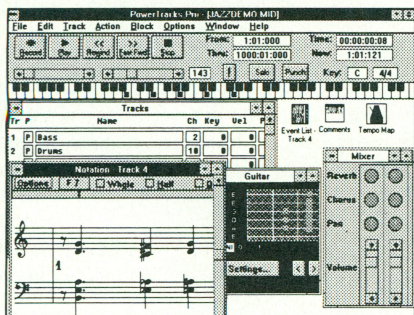 PowerTracks Pro - [JAZZDEMO.MID]
File Edit Track Action Block Options Window Help
Record Play Rewind Fast Fwd Stop
From: 1:01:000 Time: 00:00:00:08
Thru: 1000:01:000 Now: 1:01:121
143 ! Solo Punch Key: C 4/4
Tracks
Tr P Name Ch Key Vel P
1 P Bass 2 0 0
2 P Drums 10 0 0
Event List - Track 4
Comments
Tempo Map
Notation Track 4
Options F 7 Whole Half
1
Guitar
E
Settings... < >
Mixer
Reverb
Chorus
Pan
Volume